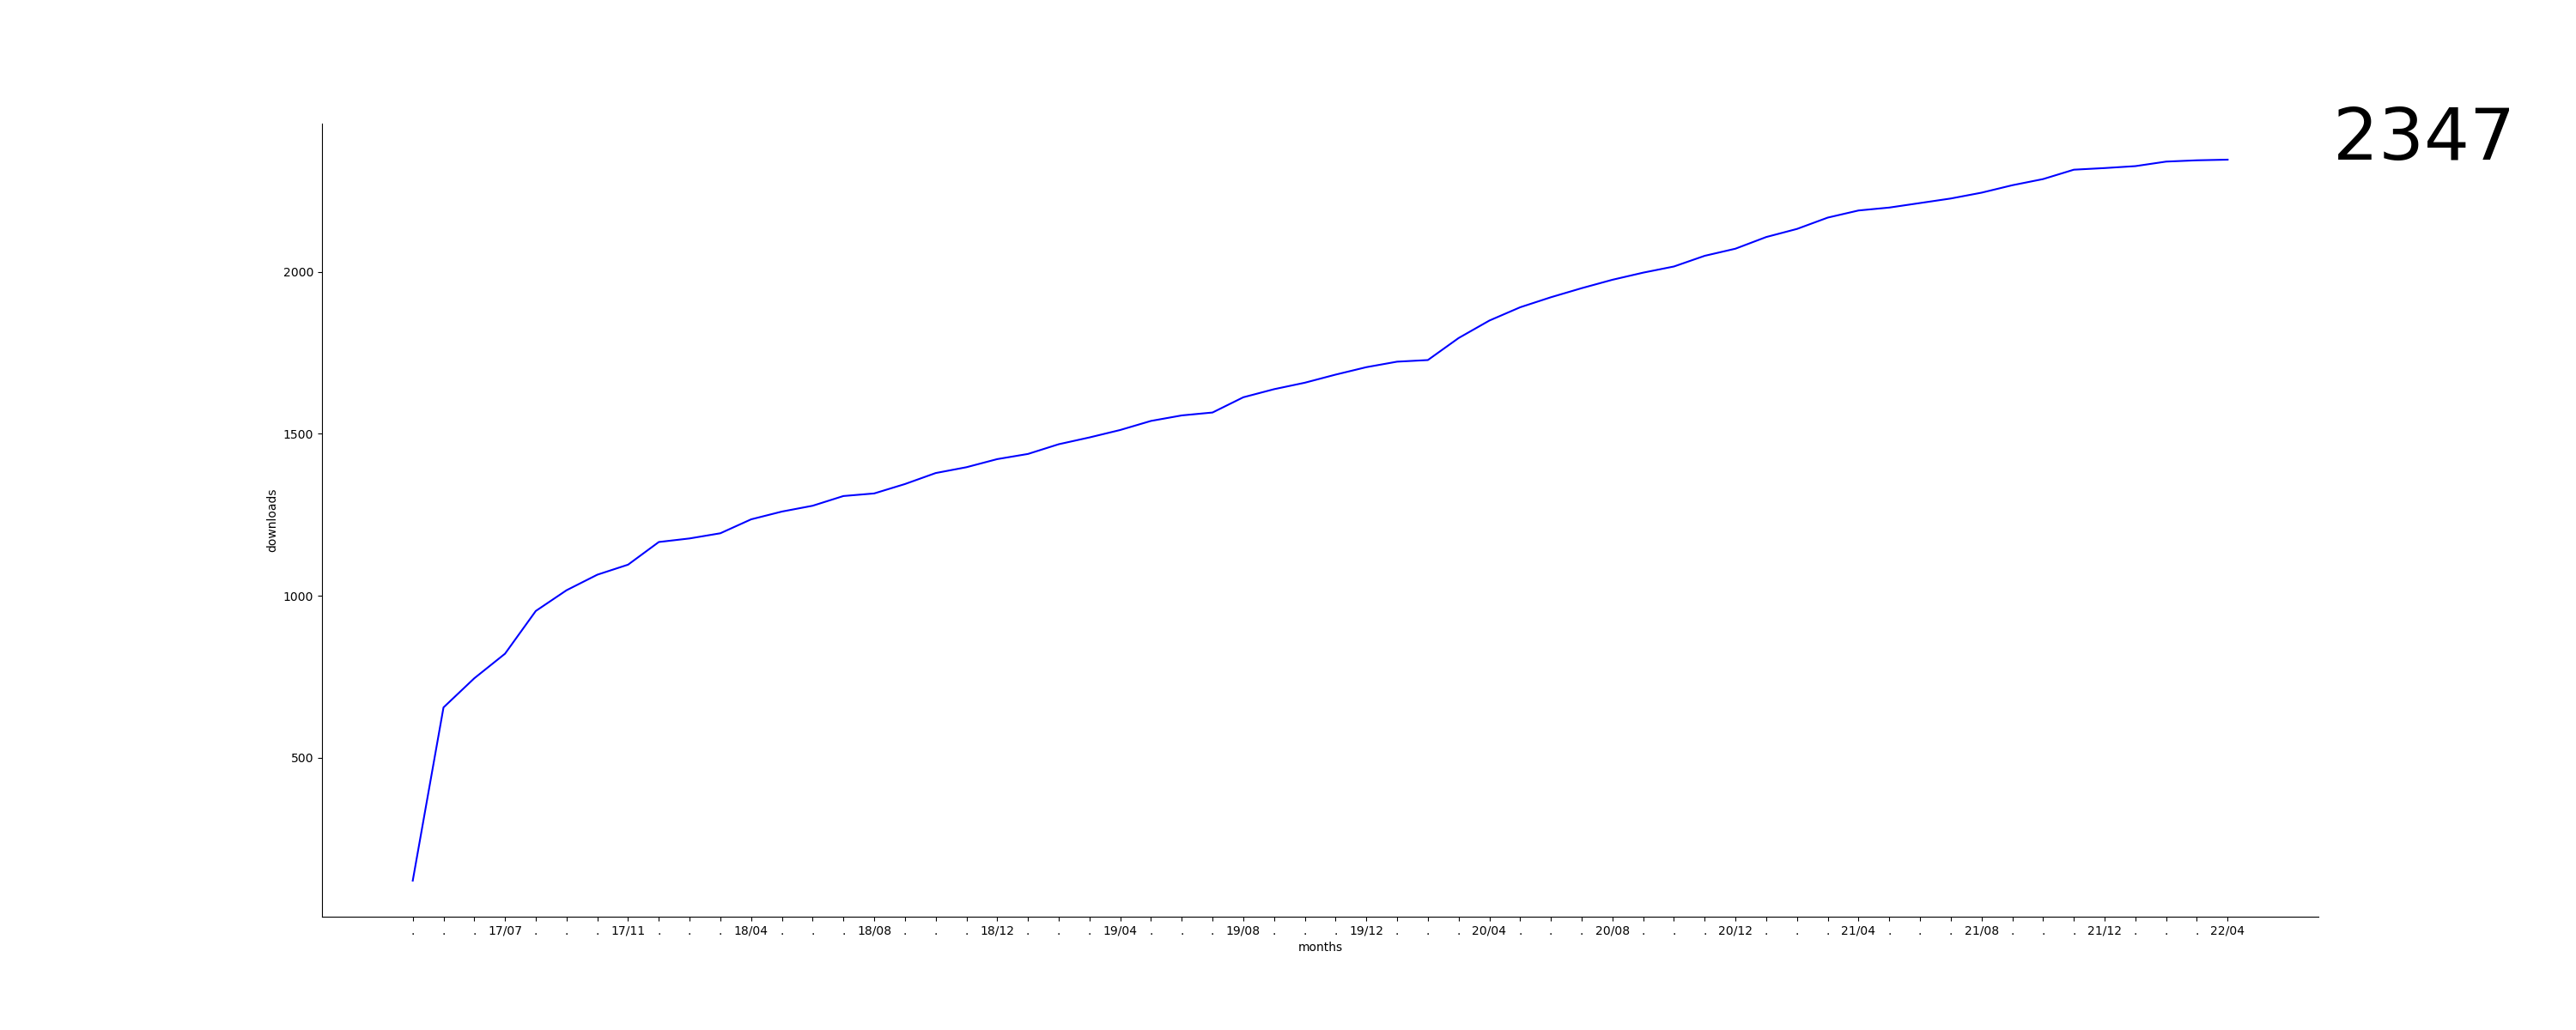 2347
2000
1500
1000
500
downloads
. . . 17/07 . . . 17/11 . . . 18/04 . . . 18/08 . . . 18/12 . . . 19/04 . . . 19/08 . . . 19/12 . . . 20/04 . . . 20/08 . . . 20/12 . . . 21/04 . . . 21/08 . . . 21/12 . . . 22/04
months